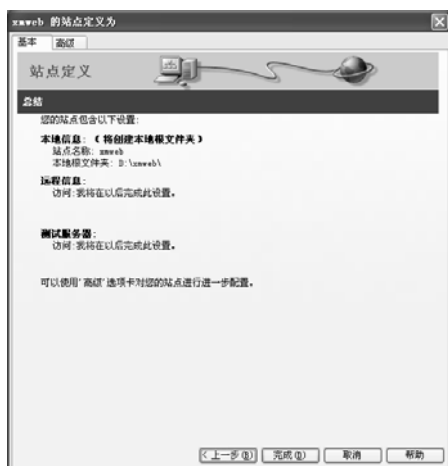 xmweb 的站点定义为
基本 高级
站点定义
总结
您的站点包含以下设置:
本地信息: (将创建本地根文件夹)
站点名称: xmweb
本地根文件夹: D:\xmweb\
远程信息:
访问:我将在以后完成此设置。
测试服务器:
访问:我将在以后完成此设置。
可以使用“高级”选项卡对您的站点进行进一步配置。
<上一步(B) 完成(D) 取消 帮助